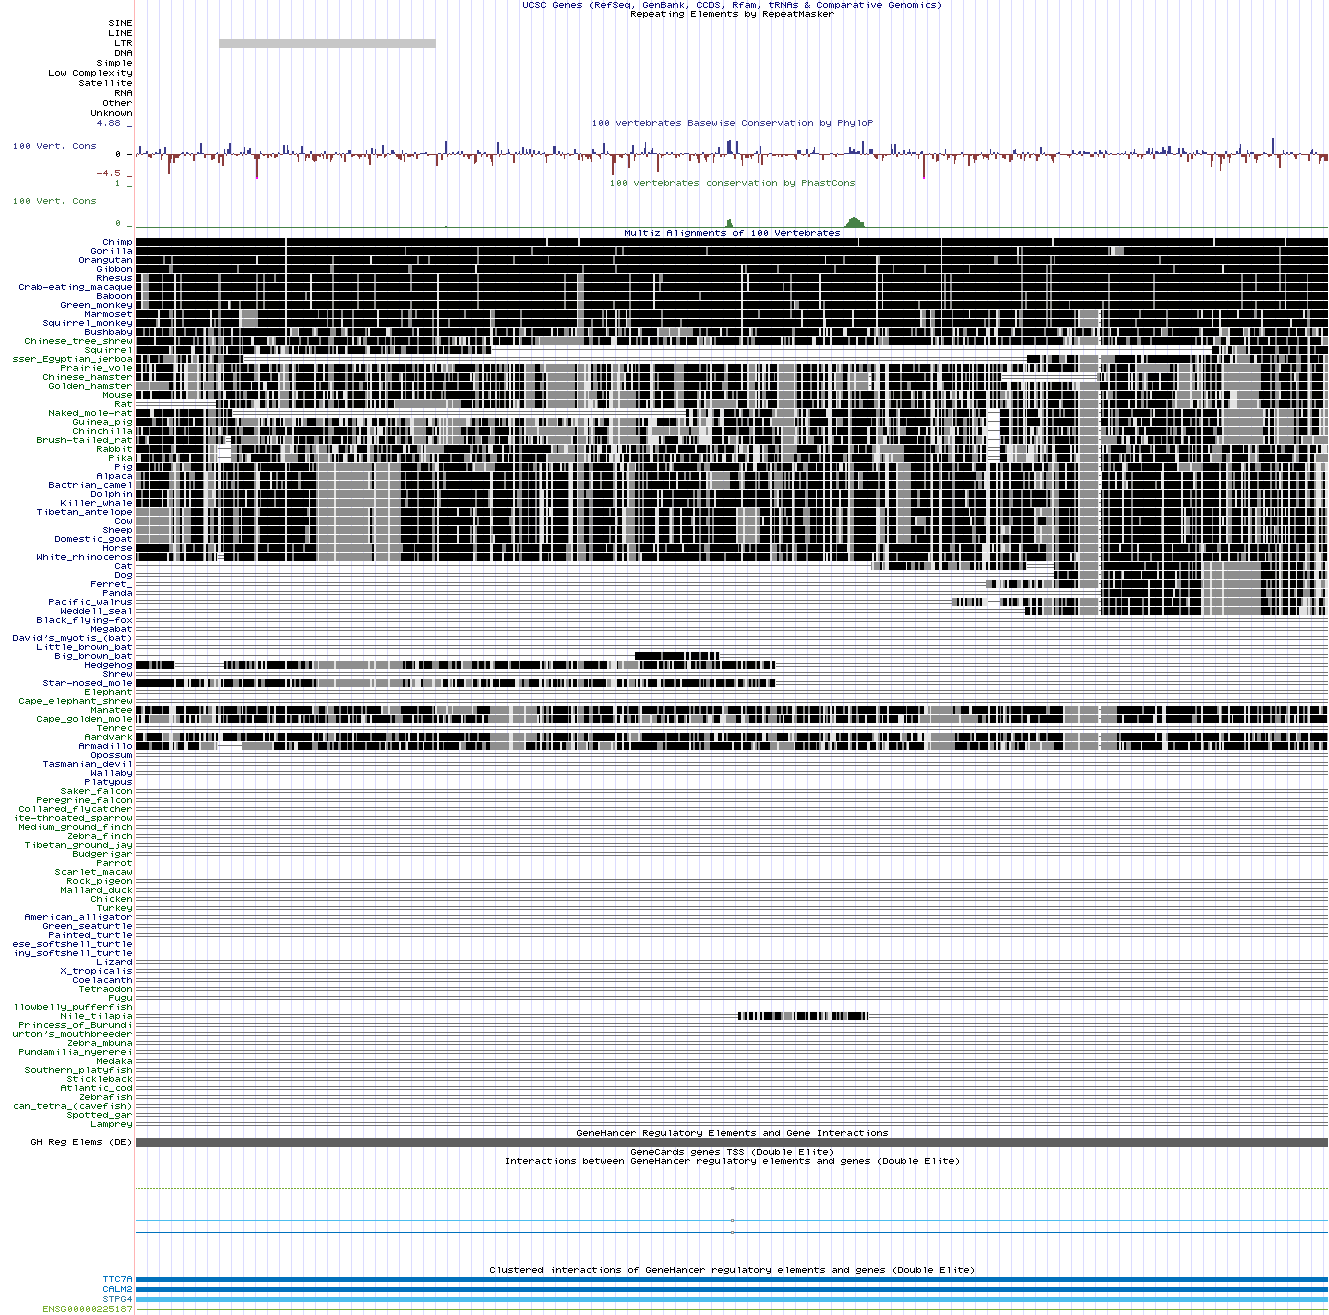 UCSC Genes (RefSeq, GenBank, CCDS, Rfam, tRNAs & Comparative Genomics)
Repeating Elements by RepeatMasker
SINE
LINE
LTR
DNA
Simple
Low Complexity
Satellite
RNA
Other
Unknown
4.88 _
100 vertebrates Basewise Conservation by PhyloP
100 Vert. Cons
0 -
-4.5 _
1 _
100 vertebrates conservation by PhastCons
100 Vert. Cons
0 _
Multiz Alignments of 100 Vertebrates
Chimp
Gorilla
Orangutan
Gibbon
Rhesus
Crab-eating_macaque
Baboon
Green_monkey
Marmoset
Squirrel_monkey
Bushbaby
Chinese_tree_shrew
Squirrel
sser_Egyptian_jerboa
Prairie_vole
Chinese_hamster
Golden_hamster
Mouse
Rat
Naked_mole-rat
Guinea_pig
Chinchilla
Brush-tailed_rat
Rabbit
Pika
Pig
Alpaca
Bactrian_camel
Dolphin
Killer_whale
Tibetan_antelope
Cow
Sheep
Domestic_goat
Horse
White_rhinoceros
Cat
Dog
Ferret_
Panda
Pacific_walrus
Weddell_seal
Black_flying-fox
Megabat
David's_myotis_(bat)
Little_brown_bat
Big_brown_bat
Hedgehog
Shrew
Star-nosed_mole
Elephant
Cape_elephant_shrew
Manatee
Cape_golden_mole
Tenrec
Aardvark
Armadillo
Opossum
Tasmanian_devil
Wallaby
Platypus
Saker_falcon
Peregrine_falcon
Collared_flycatcher
ite-throated_sparrow
Medium_ground_finch
Zebra_finch
Tibetan_ground_jay
Budgerigar
Parrot
Scarlet_macaw
Rock_pigeon
Mallard_duck
Chicken
Turkey
American_alligator
Green_seaturtle
Painted_turtle
ese_softshell_turtle
iny_softshell_turtle
Lizard
X_tropicalis
Coelacanth
Tetraodon
Fugu
llowbelly_pufferfish
Nile_tilapia
Princess_of_Burundi
urton's_mouthbreeder
Zebra_mbuna
Pundamilia_nyererei
Medaka
Southern_platyfish
Stickleback
Atlantic_cod
Zebrafish
can_tetra_(cavefish)
Spotted_gar
Lamprey
GeneHancer Regulatory Elements and Gene Interactions
GH Reg Elems (DE)
GeneCards genes TSS (Double Elite)
Interactions between GeneHancer regulatory elements and genes (Double Elite)
Clustered interactions of GeneHancer regulatory elements and genes (Double Elite)
TTC7A
CALM2
STPG4
ENSG00000225187